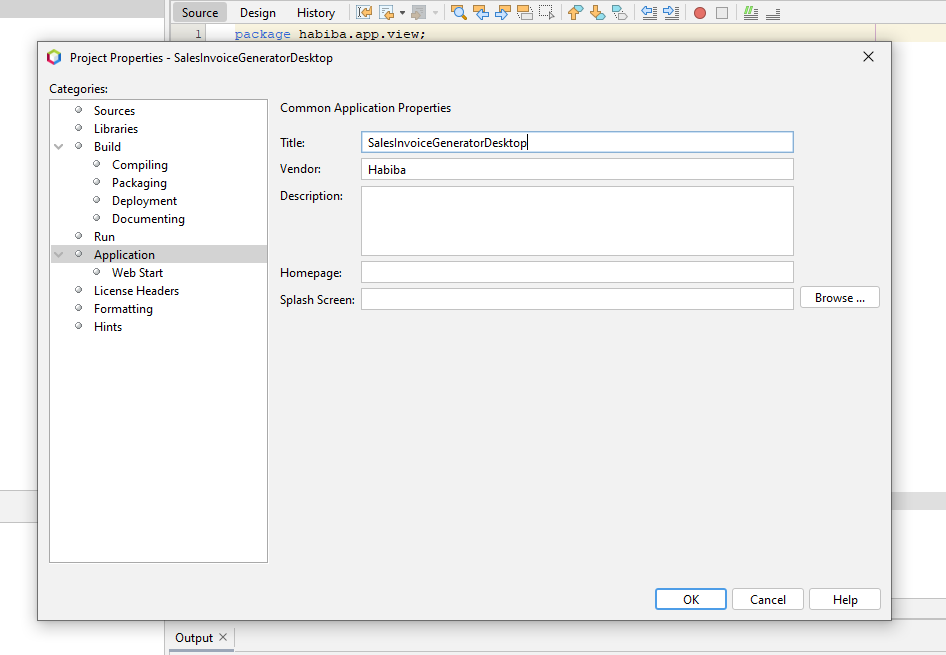 Source Design History
1 package habiba.app.view;
Project Properties - SalesInvoiceGeneratorDesktop
Categories:
Sources
Libraries
Build
Compiling
Packaging
Deployment
Documenting
Run
Application
Web Start
License Headers
Formatting
Hints
Common Application Properties
Title: SalesInvoiceGeneratorDesktop
Vendor: Habiba
Description:
Homepage:
Splash Screen: Browse ...
OK Cancel Help
Output